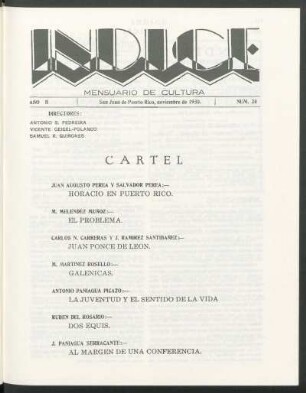 INDICE
MENSUARIO DE CULTURA
AÑO II San Juan de Puerto Rico, noviembre de 1930. NUM. 20
DIRECTORES:
ANTONIO S. PEDREIRA
VICENTE GEIGEL-POLANCO
SAMUEL R. QUIÑONES
CARTEL
JUAN AUGUSTO PEREA Y SALVADOR PEREA:—
HORACIO EN PUERTO RICO.
M. MELENDEZ MUÑOZ:—
EL PROBLEMA.
CARLOS N. CARRERAS Y J. RAMIREZ SANTIBAÑEZ:—
JUAN PONCE DE LEON.
M. MARTINEZ ROSELLO:—
GALENICAS.
ANTONIO PANIAGUA PICAZO:—
LA JUVENTUD Y EL SENTIDO DE LA VIDA
RUBEN DEL ROSARIO:—
DOS EQUIS.
J. PANIAGUA SERRACANTE:—
AL MARGEN DE UNA CONFERENCIA.